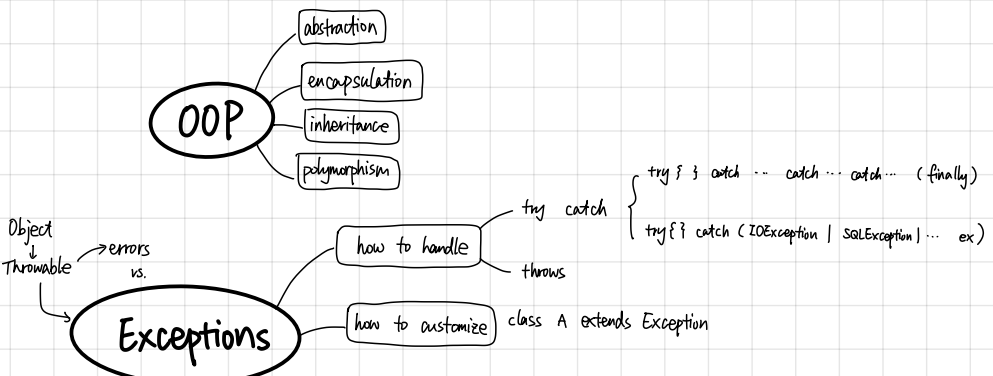 abstraction
encapsulation
OOP
inheritance
polymorphism
try { } catch ... catch ... catch ... (finally)
try catch
try { } catch (IOException | SQLException | ... ex)
Object
errors
how to handle
Throwable
vs.
throws
Exceptions
how to customize
class A extends Exception